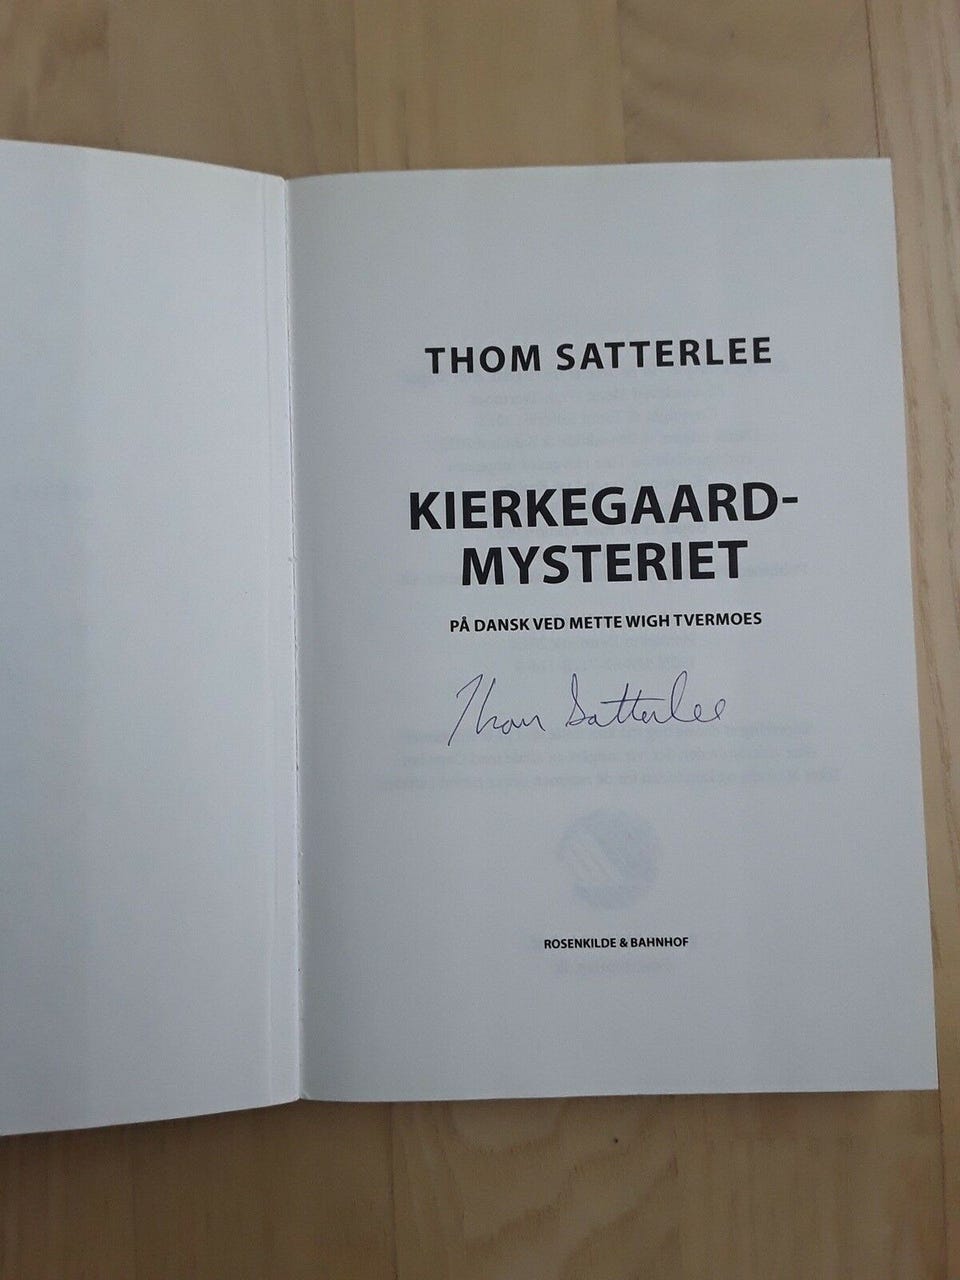 THOM SATTERLEE
KIERKEGAARD-
MYSTERIET
PÅ DANSK VED METTE WIGH TVERMOES
Thom Satterlee
ROSENKILDE & BAHNHOF